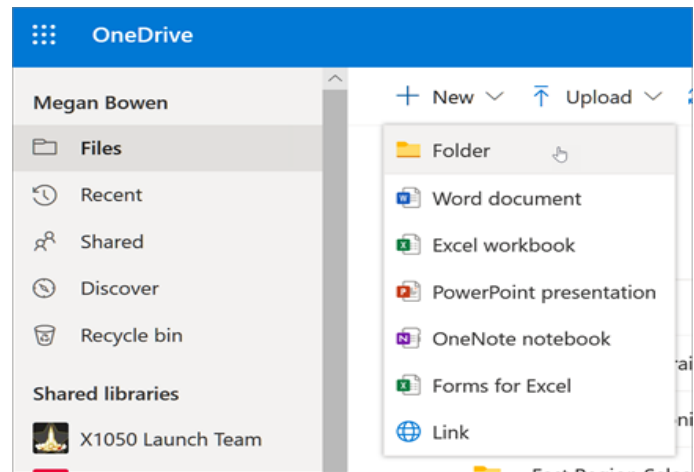 OneDrive
Megan Bowen
Files
Recent
Shared
Discover
Recycle bin
Shared libraries
X1050 Launch Team
New
Upload
Folder
Word document
Excel workbook
PowerPoint presentation
OneNote notebook
Forms for Excel
Link